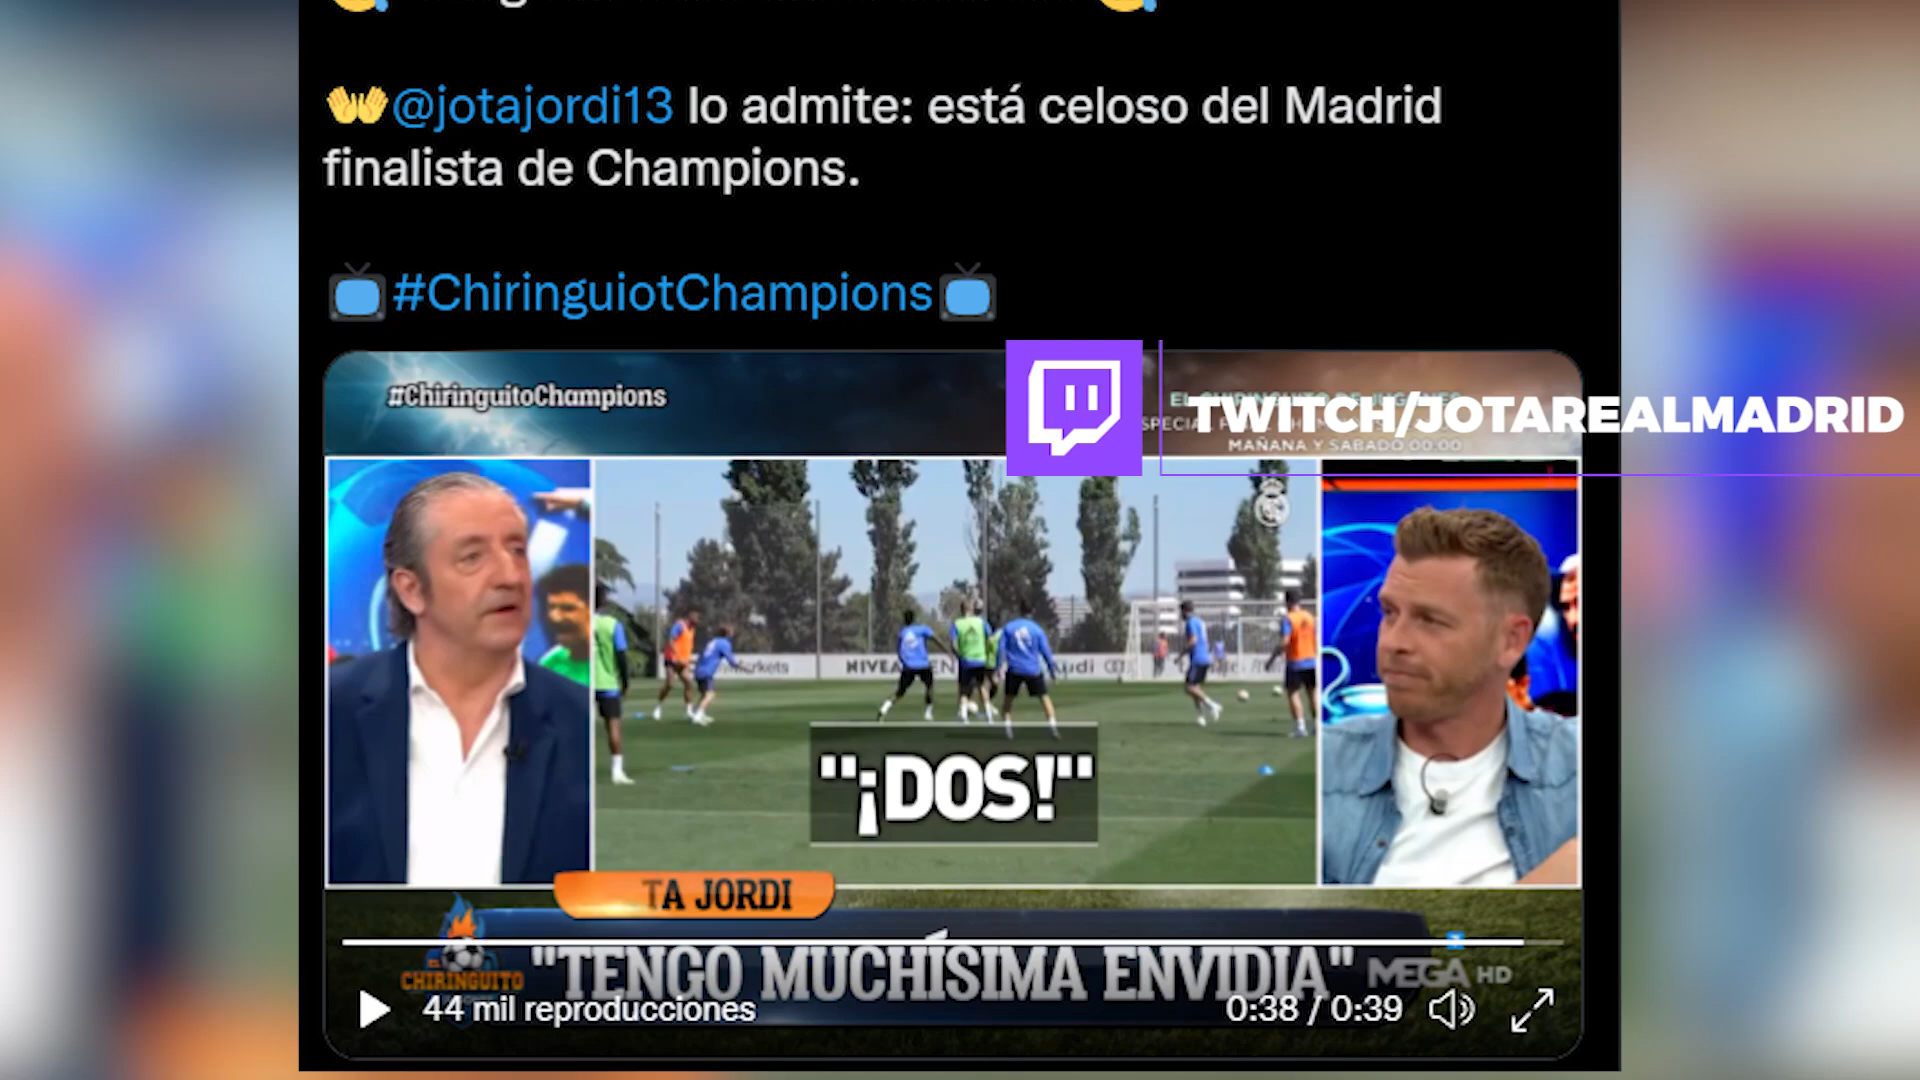 @jotajordi13 lo admite: está celoso del Madrid
finalista de Champions.
#ChiringuiotChampions
#ChiringuitoChampions
TWITCH/JOTAREALMADRID
MAÑANA Y SÁBADO 00:00
NIVEA
"¡DOS!"
TA JORDI
"TENGO MUCHÍSIMA ENVIDIA"
MEGA HD
CHIRINGUITO
44 mil reproducciones
0:38 / 0:39